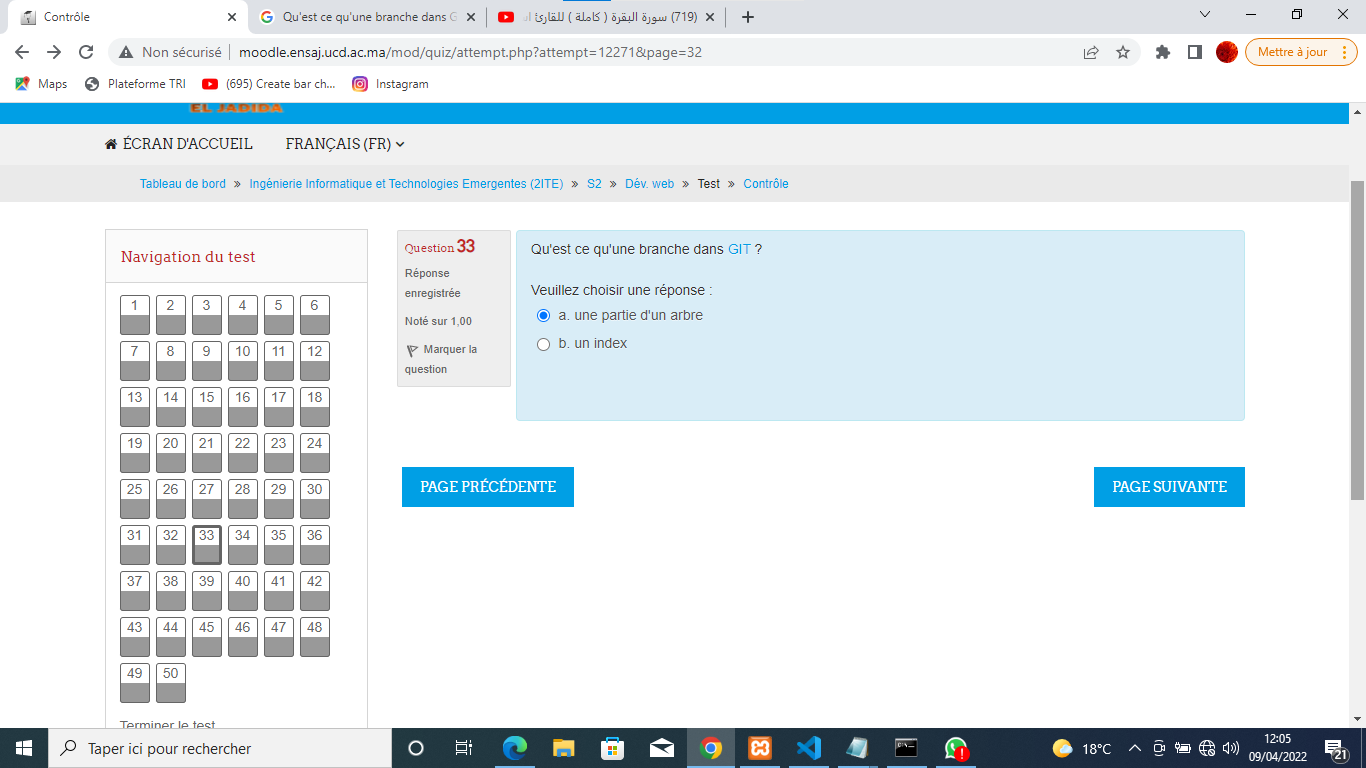 Contrôle
Qu'est ce qu'une branche dans G
(719) سورة البقرة ( كاملة ) للقارئ
Non sécurisé
moodle.ensaj.ucd.ac.ma/mod/quiz/attempt.php?attempt=12271&page=32
Mettre à jour
Maps
Plateforme TRI
(695) Create bar ch...
Instagram
EL JADIDA
ÉCRAN D'ACCUEIL
FRANÇAIS (FR)
Tableau de bord » Ingénierie Informatique et Technologies Emergentes (2ITE) » S2 » Dév. web » Test » Contrôle
Navigation du test
1 2 3 4 5 6
7 8 9 10 11 12
13 14 15 16 17 18
19 20 21 22 23 24
25 26 27 28 29 30
31 32 33 34 35 36
37 38 39 40 41 42
43 44 45 46 47 48
49 50
Terminer le test
Question 33
Réponse
enregistrée
Noté sur 1,00
Marquer la
question
Qu'est ce qu'une branche dans GIT ?
Veuillez choisir une réponse :
a. une partie d'un arbre
b. un index
PAGE PRÉCÉDENTE
PAGE SUIVANTE
Taper ici pour rechercher
18°C
12:05
09/04/2022
21